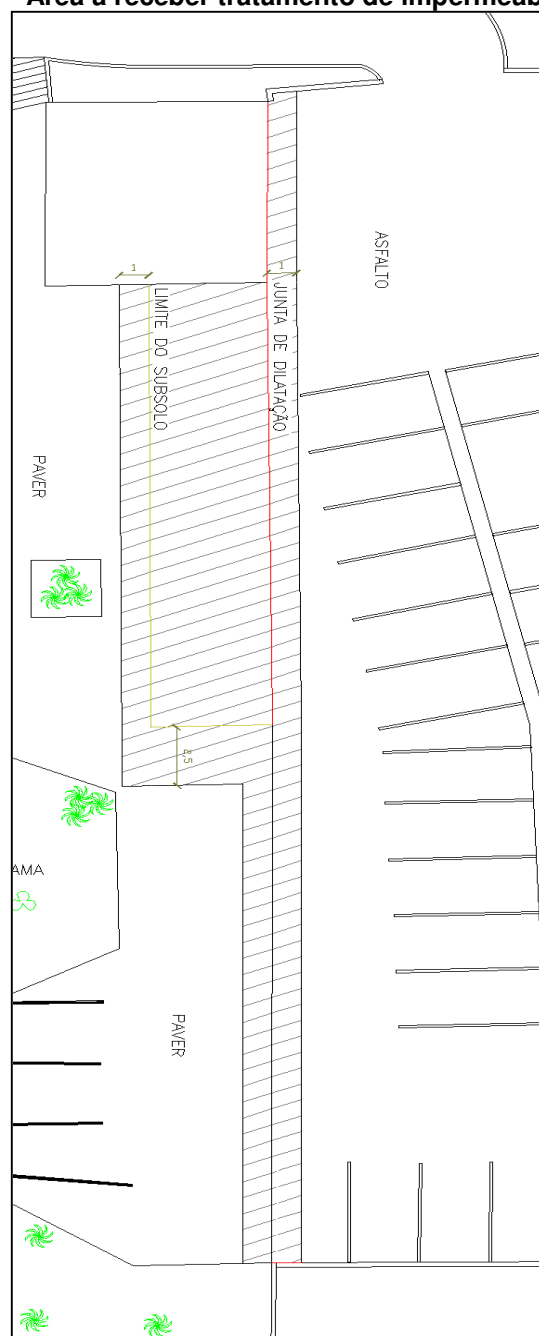 Área a receber tratamento de impermeab
ASFALTO
1
1
LIMITE DO SUBSOLO
JUNTA DE DILATAÇÃO
PAVER
2,5
AMA
PAVER